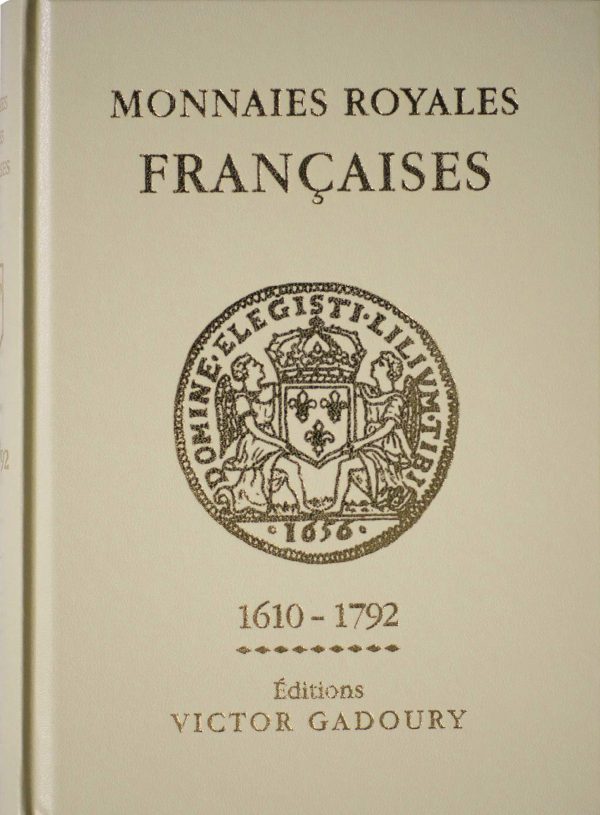 MONNAIES ROYALES
FRANÇAISES
DOMINE·ELEGISTI·LILIVM·TIBI
·1656·
1610 - 1792
Éditions
VICTOR GADOURY